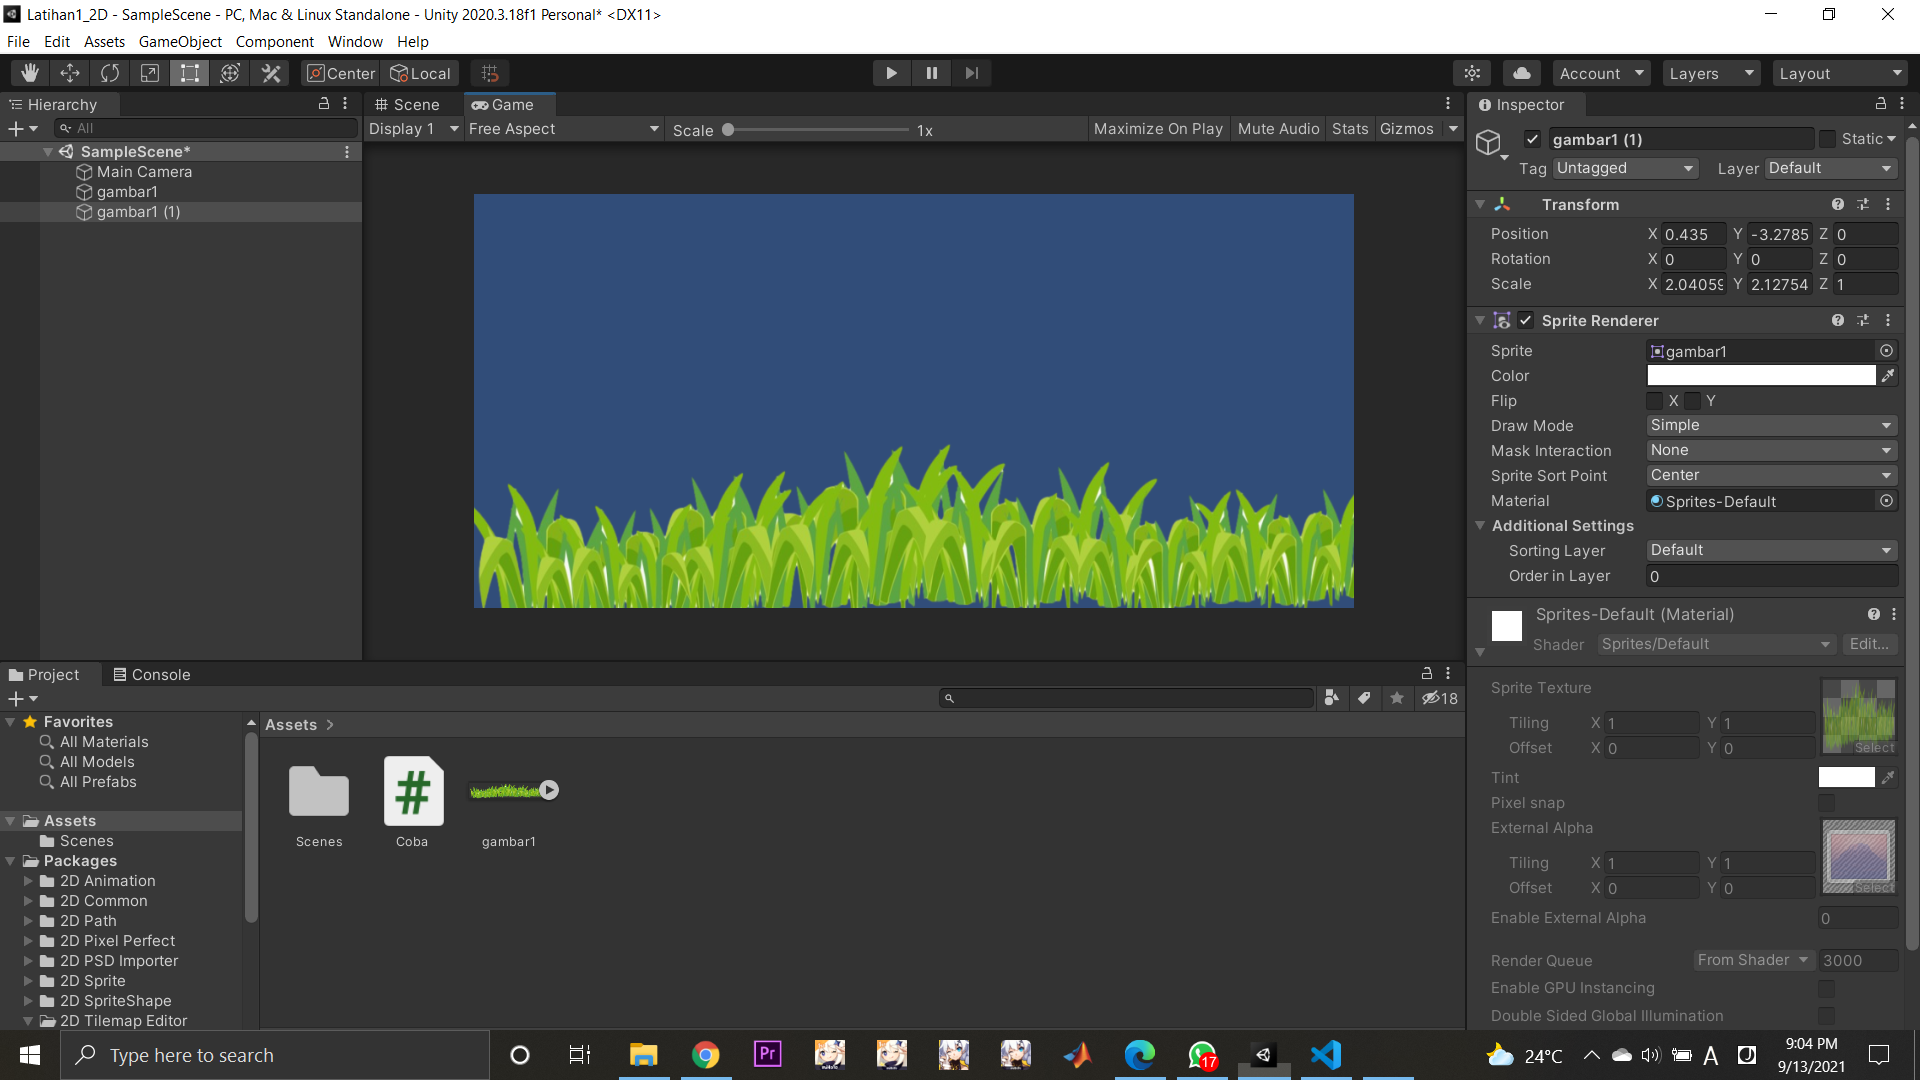 Latihan1_2D - SampleScene - PC, Mac & Linux Standalone - Unity 2020.3.18f1 Personal* <DX11>
File Edit Assets GameObject Component Window Help
Center Local Account Layers Layout
Hierarchy
All
SampleScene*
Main Camera
gambar1
gambar1 (1)
Scene Game
Display 1 Free Aspect Scale 1x Maximize On Play Mute Audio Stats Gizmos
Inspector
gambar1 (1) Static
Tag Untagged Layer Default
Transform
Position X 0.435 Y -3.2785 Z 0
Rotation X 0 Y 0 Z 0
Scale X 2.04059 Y 2.12754 Z 1
Sprite Renderer
Sprite gambar1
Color
Flip X Y
Draw Mode Simple
Mask Interaction None
Sprite Sort Point Center
Material Sprites-Default
Additional Settings
Sorting Layer Default
Order in Layer 0
Sprites-Default (Material)
Shader Sprites/Default Edit...
Sprite Texture
Tiling X 1 Y 1
Offset X 0 Y 0
Select
Tint
Pixel snap
External Alpha
Tiling X 1 Y 1
Offset X 0 Y 0
Select
Enable External Alpha 0
Render Queue From Shader 3000
Enable GPU Instancing
Double Sided Global Illumination
Project Console
18
Favorites
All Materials
All Models
All Prefabs
Assets
Scenes
Packages
2D Animation
2D Common
2D Path
2D Pixel Perfect
2D PSD Importer
2D Sprite
2D SpriteShape
2D Tilemap Editor
Assets
Scenes Coba gambar1
Type here to search
Pr
17
24°C
A
9:04 PM
9/13/2021